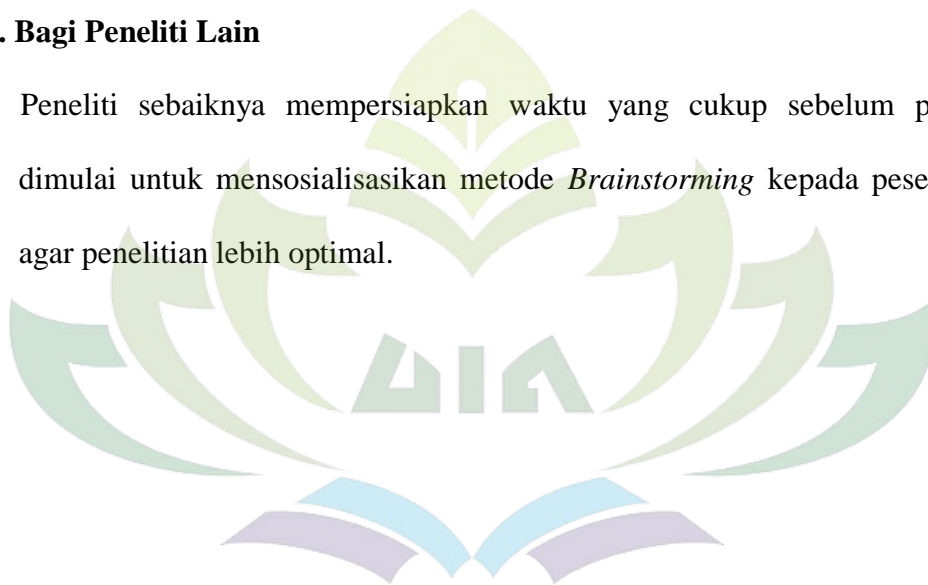 . Bagi Peneliti Lain
Peneliti sebaiknya mempersiapkan waktu yang cukup sebelum
dimulai untuk mensosialisasikan metode Brainstorming kepada
agar penelitian lebih optimal.
UIN